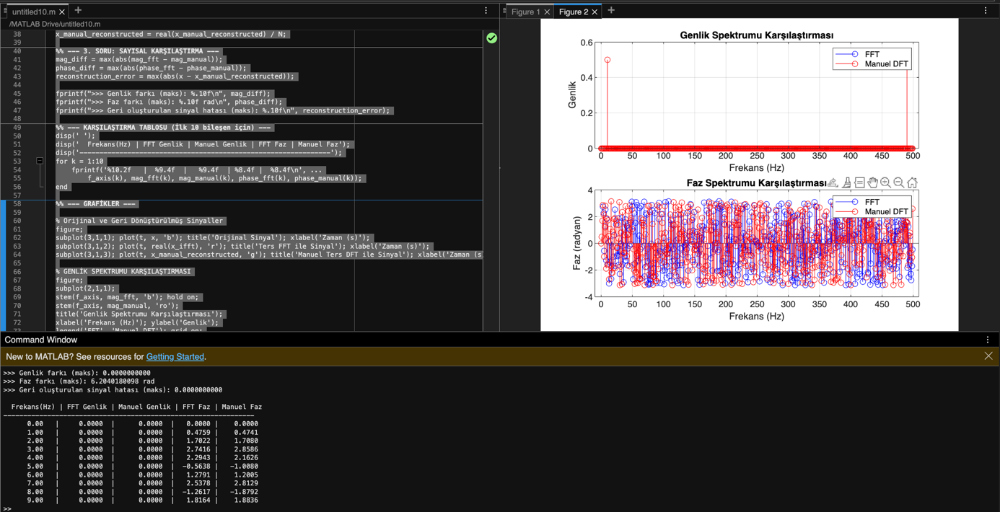 untitled10.m
/MATLAB Drive/untitled10.m
38 x_manual_reconstructed = real(x_manual_reconstructed) / N;
39
40 %% --- 3. SORU: SAYISAL KARŞILAŞTIRMA ---
41 mag_diff = max(abs(mag_fft - mag_manual));
42 phase_diff = max(abs(phase_fft - phase_manual));
43 reconstruction_error = max(abs(x - x_manual_reconstructed));
44
45 fprintf(">>> Genlik farkı (maks): %.10f\n", mag_diff);
46 fprintf(">>> Faz farkı (maks): %.10f rad\n", phase_diff);
47 fprintf(">>> Geri oluşturulan sinyal hatası (maks): %.10f\n", reconstruction_error);
48
49 %% --- KARŞILAŞTIRMA TABLOSU (İlk 10 bileşen için) ---
50 disp(' ');
51 disp('  Frekans(Hz) | FFT Genlik | Manuel Genlik | FFT Faz | Manuel Faz');
52 disp('---------------------------------------------------------------');
53 for k = 1:10
54     fprintf('%10.2f   |  %9.4f  |   %9.4f  | %8.4f |  %8.4f\n', ...
55         f_axis(k), mag_fft(k), mag_manual(k), phase_fft(k), phase_manual(k));
56 end
57
58 %% --- GRAFİKLER ---
59
60 % Orijinal ve Geri Dönüştürülmüş Sinyaller
61 figure;
62 subplot(3,1,1); plot(t, x, 'b'); title('Orijinal Sinyal'); xlabel('Zaman (s)');
63 subplot(3,1,2); plot(t, real(x_ifft), 'r'); title('Ters FFT ile Sinyal'); xlabel('Zaman (s)');
64 subplot(3,1,3); plot(t, x_manual_reconstructed, 'g'); title('Manuel Ters DFT ile Sinyal'); xlabel('Zaman (s
65
66 % GENLİK SPEKTRUMU KARŞILAŞTIRMASI
67 figure;
68 subplot(2,1,1);
69 stem(f_axis, mag_fft, 'b'); hold on;
70 stem(f_axis, mag_manual, 'ro');
71 title('Genlik Spektrumu Karşılaştırması');
72 xlabel('Frekans (Hz)'); ylabel('Genlik');
73 legend('FFT', 'Manuel DFT'); grid on;
Figure 1
Figure 2
Genlik Spektrumu Karşılaştırması
FFT
Manuel DFT
Genlik
0.6
0.4
0.2
0
0 50 100 150 200 250 300 350 400 450 500
Frekans (Hz)
Faz Spektrumu Karşılaştırması
FFT
Manuel DFT
Faz (radyan)
4
2
0
-2
-4
0 50 100 150 200 250 300 350 400 450 500
Frekans (Hz)
Command Window
New to MATLAB? See resources for Getting Started.
>>> Genlik farkı (maks): 0.0000000000
>>> Faz farkı (maks): 6.2040180098 rad
>>> Geri oluşturulan sinyal hatası (maks): 0.0000000000
Frekans(Hz) | FFT Genlik | Manuel Genlik | FFT Faz | Manuel Faz
---------------------------------------------------------------
0.00 | 0.0000 | 0.0000 | 0.0000 | 0.0000
1.00 | 0.0000 | 0.0000 | 0.4759 | 0.4741
2.00 | 0.0000 | 0.0000 | 1.7022 | 1.7080
3.00 | 0.0000 | 0.0000 | 2.7416 | 2.8586
4.00 | 0.0000 | 0.0000 | 2.2943 | 2.1626
5.00 | 0.0000 | 0.0000 | -0.5638 | -1.0080
6.00 | 0.0000 | 0.0000 | 1.2791 | 1.2005
7.00 | 0.0000 | 0.0000 | 2.5378 | 2.8129
8.00 | 0.0000 | 0.0000 | -1.2617 | -1.8792
9.00 | 0.0000 | 0.0000 | 1.8164 | 1.8836
>>